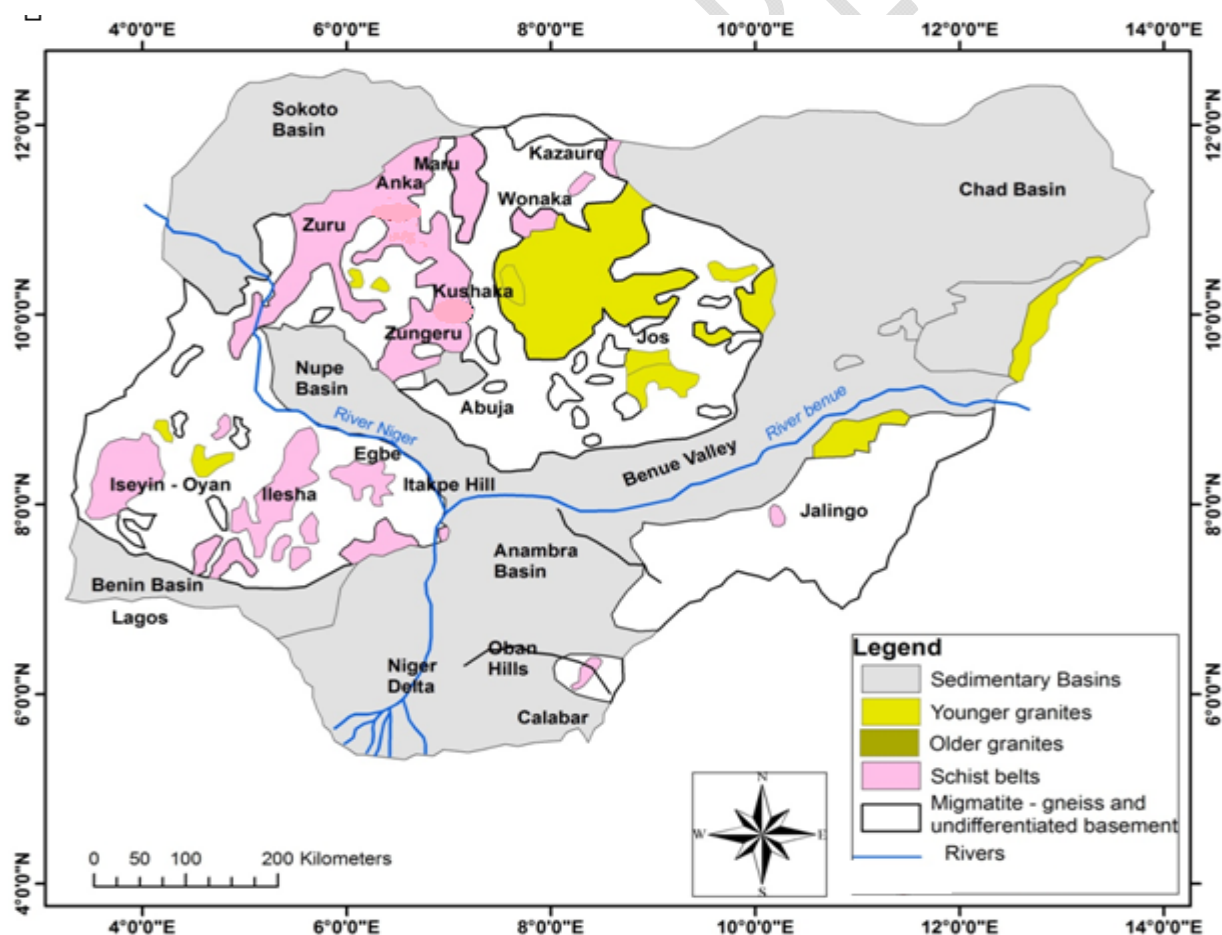 4°0'0"E 6°0'0"E 8°0'0"E 10°0'0"E 12°0'0"E 14°0'0"E
12°0'0"N
10°0'0"N
8°0'0"N
6°0'0"N
4°0'0"N
Sokoto
Basin
Maru
Anka
Kazaure
Wonaka
Chad Basin
Zuru
Kushaka
Zungeru
Jos
Nupe
Basin
Abuja
River Niger
River benue
Egbe
Benue Valley
Iseyin - Oyan
Ilesha
Itakpe Hill
Jalingo
Anambra
Basin
Benin Basin
Lagos
Oban
Hills
Niger
Delta
Calabar
Legend
Sedimentary Basins
Younger granites
Older granites
Schist belts
Migmatite - gneiss and
undifferentiated basement
Rivers
N
W E
S
0 50 100 200 Kilometers
12°0'0"N
10°0'0"N
8°0'0"N
6°0'0"N
4°0'0"E 6°0'0"E 8°0'0"E 10°0'0"E 12°0'0"E 14°0'0"E